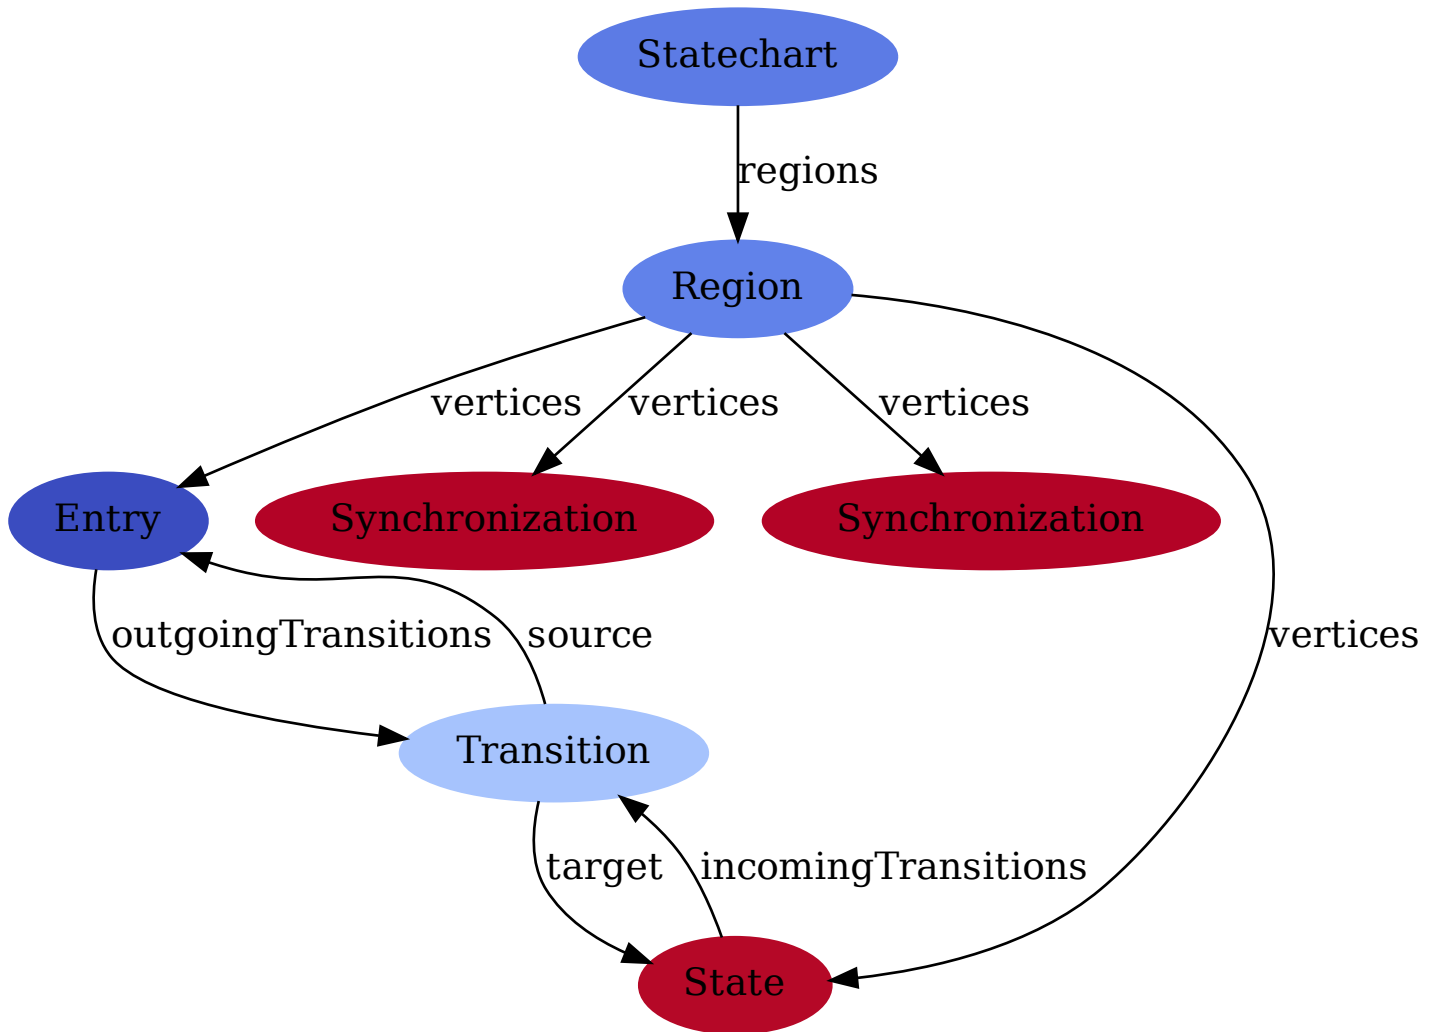 Statechart
regions
Region
vertices
vertices
vertices
Entry
Synchronization
Synchronization
outgoingTransitions
source
vertices
Transition
target
incomingTransitions
State